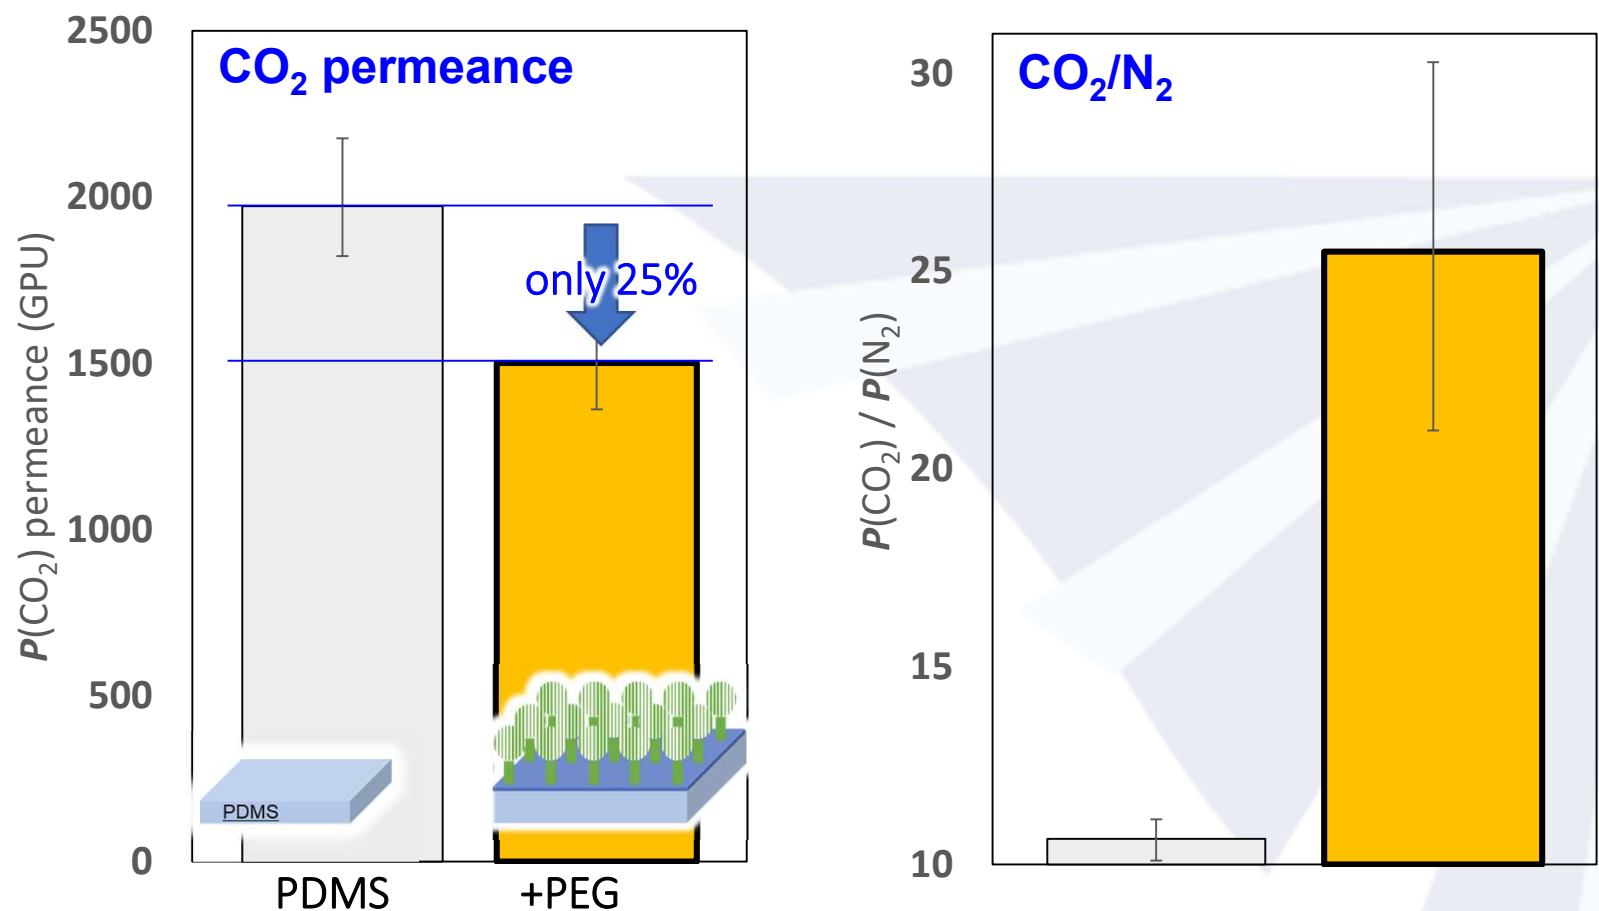 CO₂ permeance
P(CO₂) permeance (GPU)
2500
2000
1500
1000
500
0
only 25%
PDMS
PDMS
+PEG
CO₂/N₂
P(CO₂) / P(N₂)
30
25
20
15
10